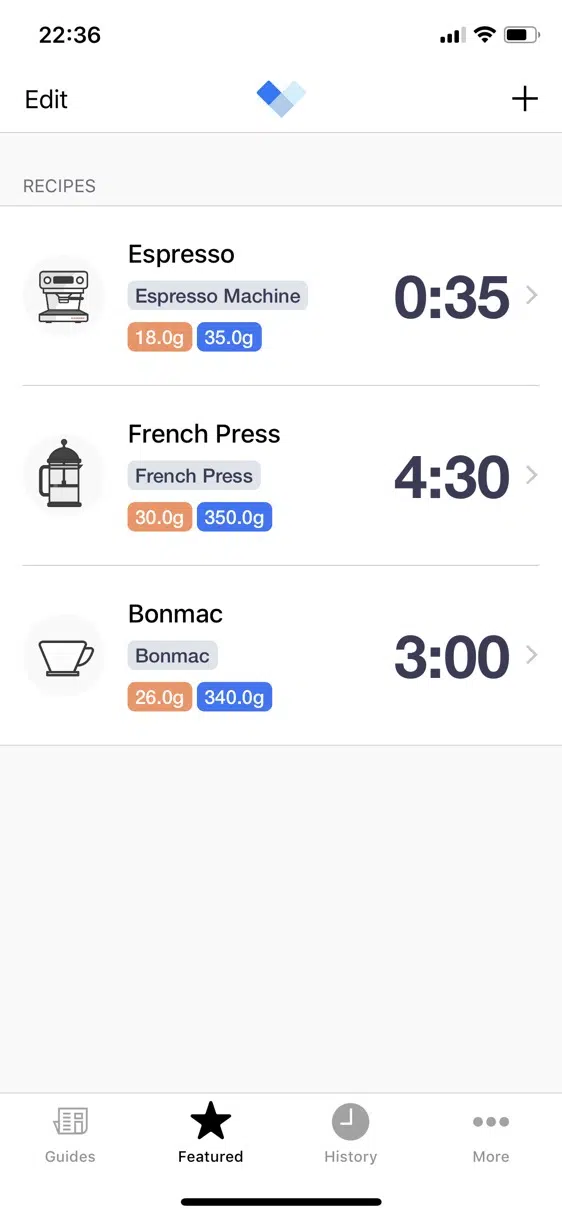 22:36
Edit
RECIPES
Espresso
Espresso Machine
18.0g 35.0g
0:35
French Press
French Press
30.0g 350.0g
4:30
Bonmac
Bonmac
26.0g 340.0g
3:00
Guides Featured History More